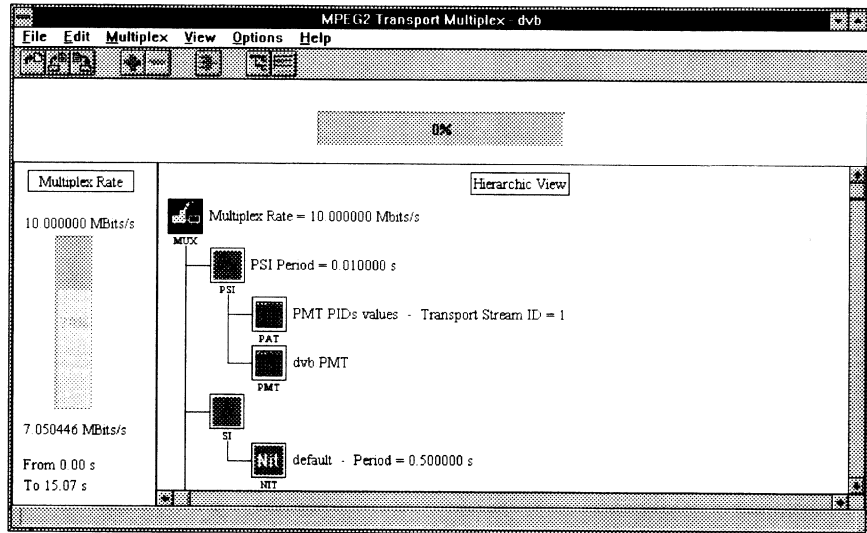 MPEG2 Transport Multiplex - dvb
File Edit Multiplex View Options Help
0%
Multiplex Rate
10.000000 MBits/s
70%
7.050446 MBits/s
From 0.00 s
To 15.07 s
Hierarchic View
Multiplex Rate = 10.000000 Mbits/s
MUX
PSI Period = 0.010000 s
PSI
PMT PIDs values - Transport Stream ID = 1
PAT
dvb PMT
PMT
SI
Nit
default - Period = 0.500000 s
NIT